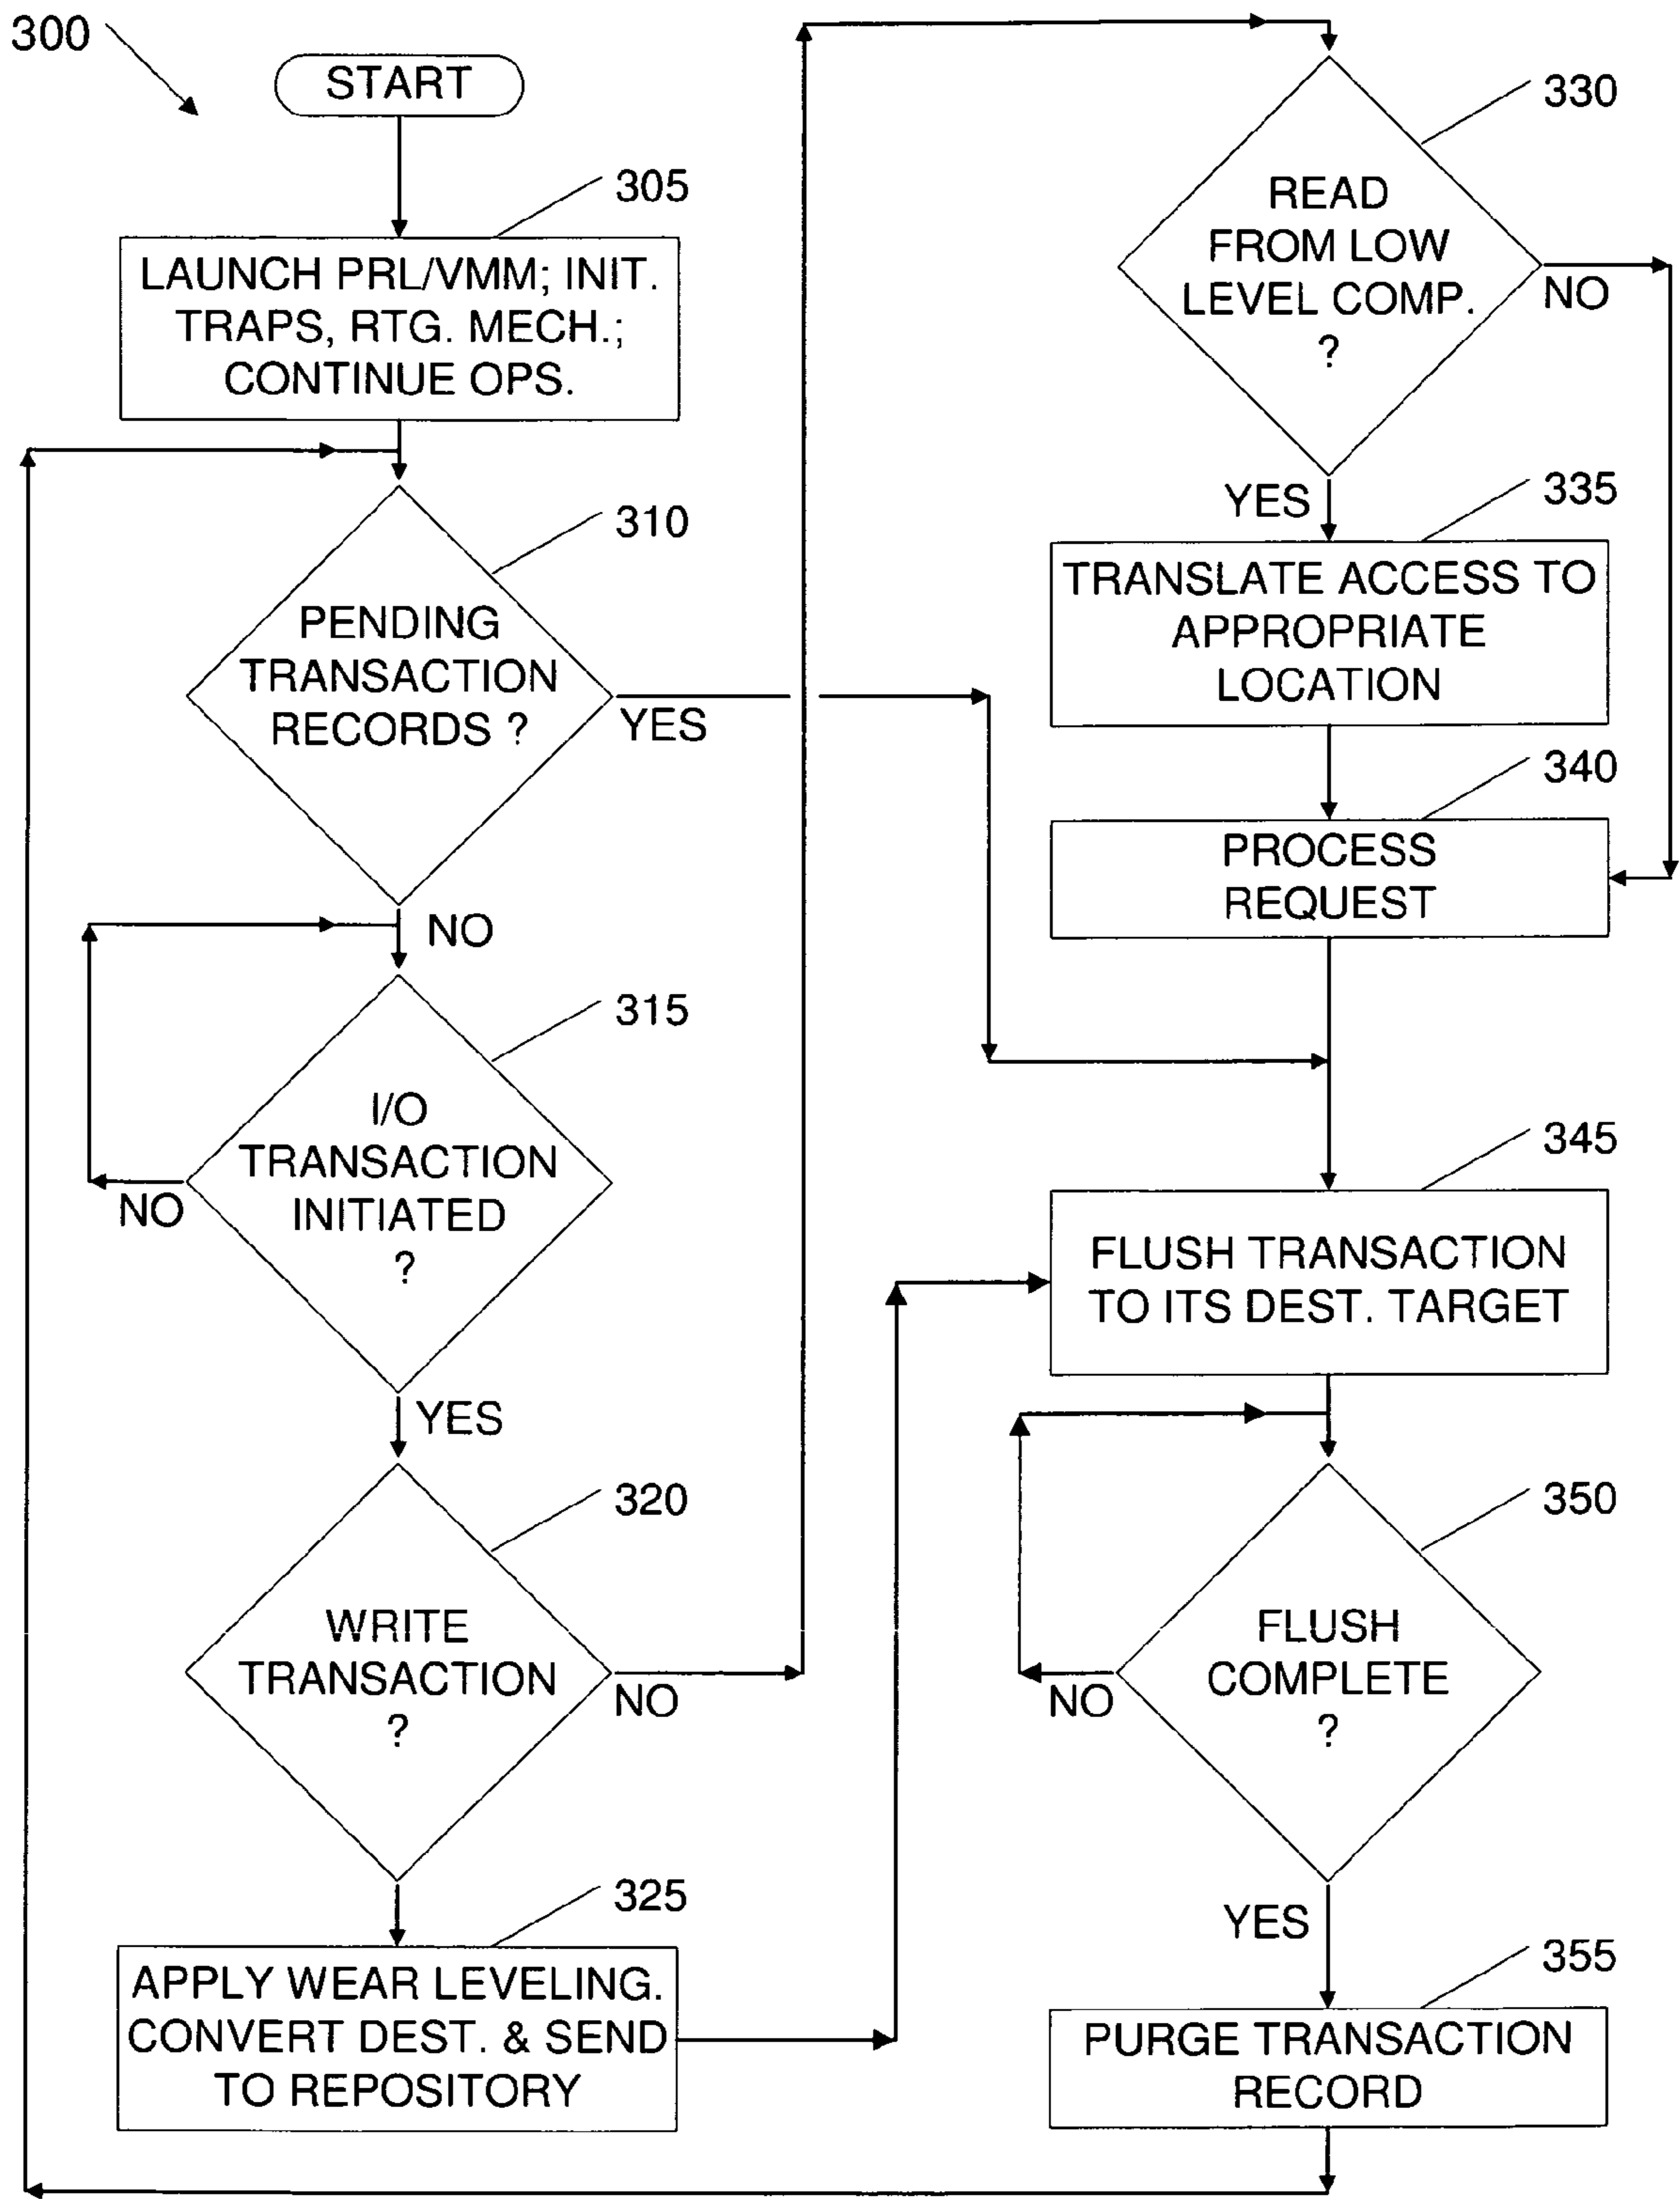 300
START
305
LAUNCH PRL/VMM; INIT.
TRAPS, RTG. MECH.;
CONTINUE OPS.
310
PENDING
TRANSACTION
RECORDS ?
YES
NO
315
I/O
TRANSACTION
INITIATED
?
NO
YES
320
WRITE
TRANSACTION
?
NO
325
APPLY WEAR LEVELING.
CONVERT DEST. & SEND
TO REPOSITORY
330
READ
FROM LOW
LEVEL COMP.
?
NO
YES
335
TRANSLATE ACCESS TO
APPROPRIATE
LOCATION
340
PROCESS
REQUEST
345
FLUSH TRANSACTION
TO ITS DEST. TARGET
350
FLUSH
COMPLETE
?
NO
YES
355
PURGE TRANSACTION
RECORD